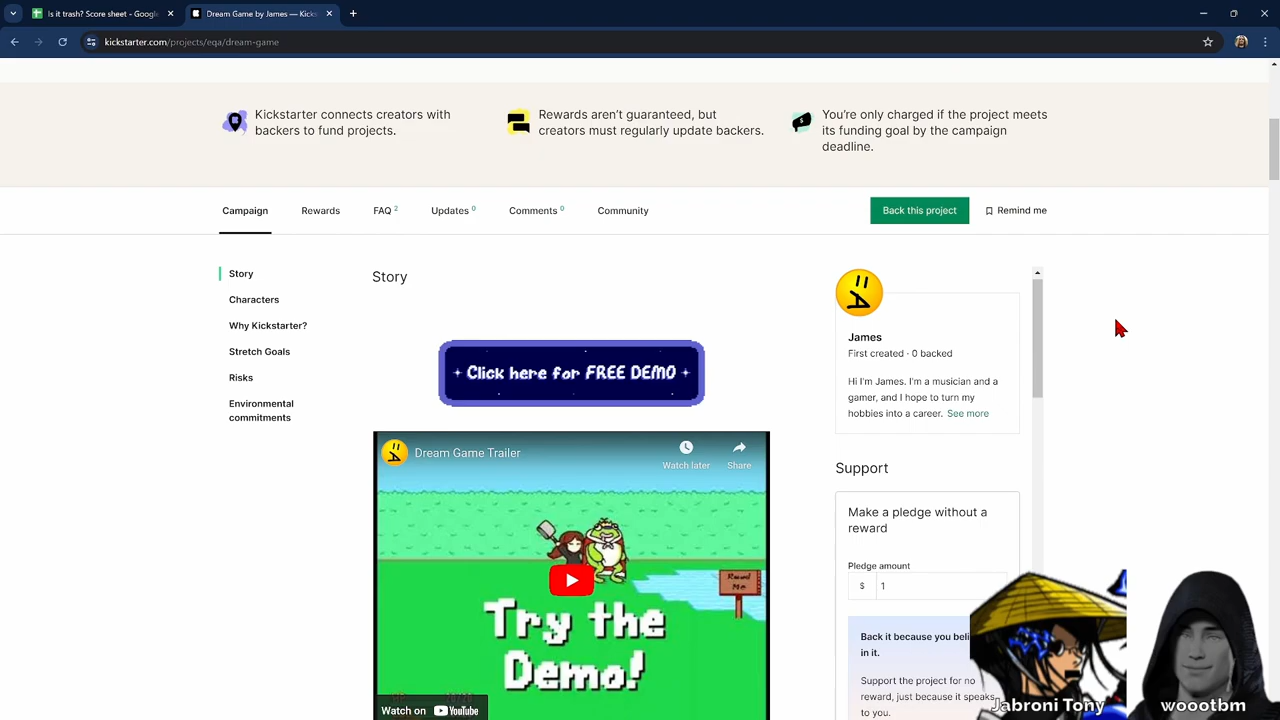 Is it trash? Score sheet - Google
Dream Game by James — Kicks
kickstarter.com/projects/eqa/dream-game
Kickstarter connects creators with
backers to fund projects.
Rewards aren't guaranteed, but
creators must regularly update backers.
You're only charged if the project meets
its funding goal by the campaign
deadline.
Campaign
Rewards
FAQ 2
Updates 0
Comments 0
Community
Back this project
Remind me
Story
Characters
Why Kickstarter?
Stretch Goals
Risks
Environmental
commitments
Story
Click here for FREE DEMO
Dream Game Trailer
Watch later
Share
Read
Me
Try the
Demo!
Watch on YouTube
James
First created · 0 backed
Hi I'm James. I'm a musician and a
gamer, and I hope to turn my
hobbies into a career. See more
Support
Make a pledge without a
reward
Pledge amount
$ 1
Back it because you beli
in it.
Support the project for no
reward, just because it speaks
to you.
Jabroni Tony
woootbm